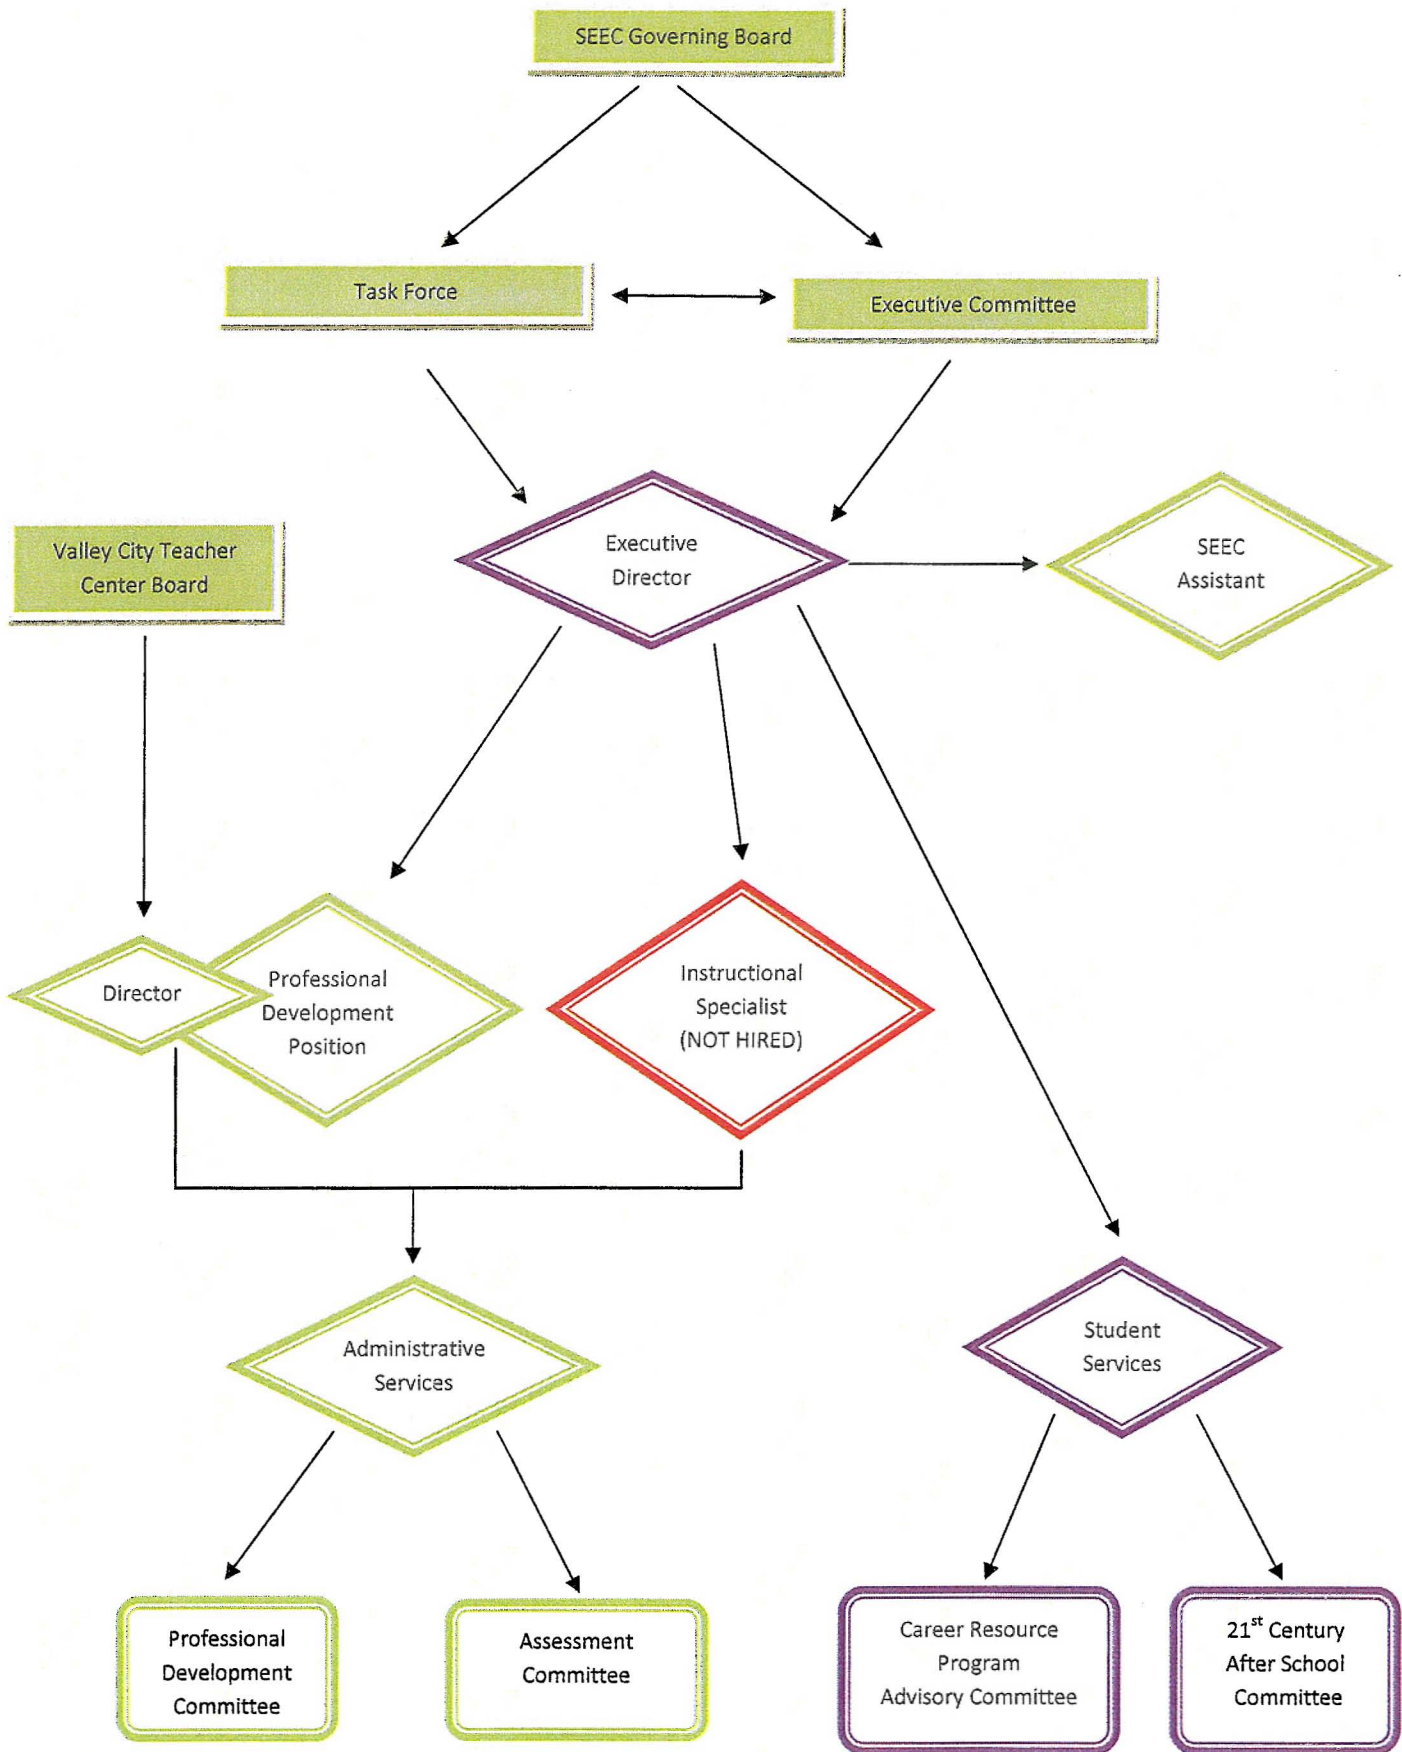 SEEC Governing Board
Task Force
Executive Committee
Executive
Director
SEEC
Assistant
Valley City Teacher
Center Board
Director
Professional
Development
Position
Instructional
Specialist
(NOT HIRED)
Administrative
Services
Student
Services
Professional
Development
Committee
Assessment
Committee
Career Resource
Program
Advisory Committee
21st Century
After School
Committee